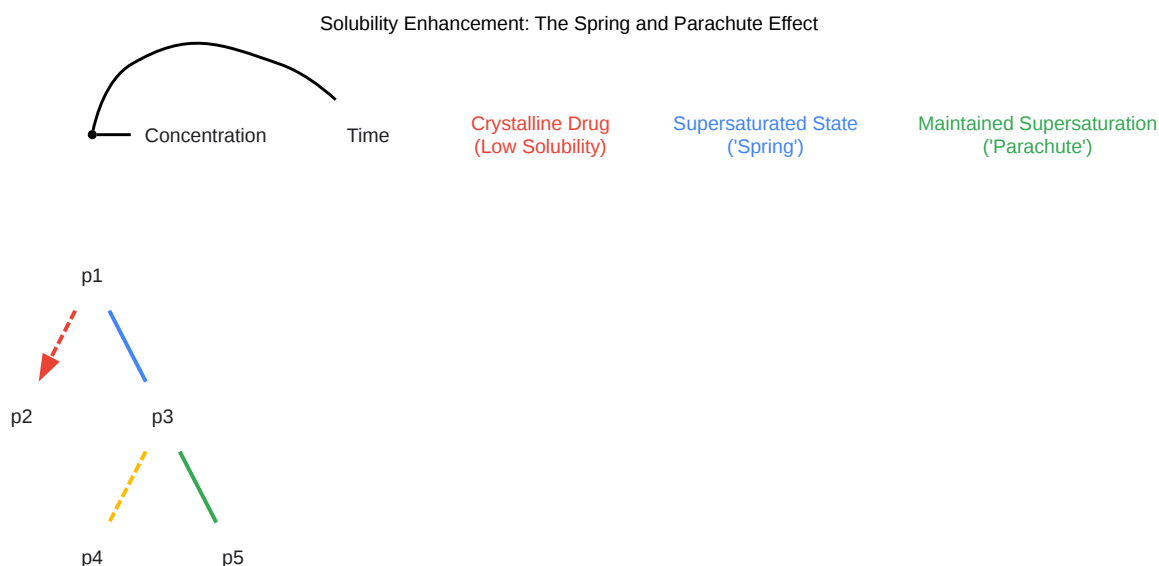 Solubility Enhancement: The Spring and Parachute Effect
Concentration
Time
Crystalline Drug
(Low Solubility)
Supersaturated State
('Spring')
Maintained Supersaturation
('Parachute')
p1
p2
p3
p4
p5